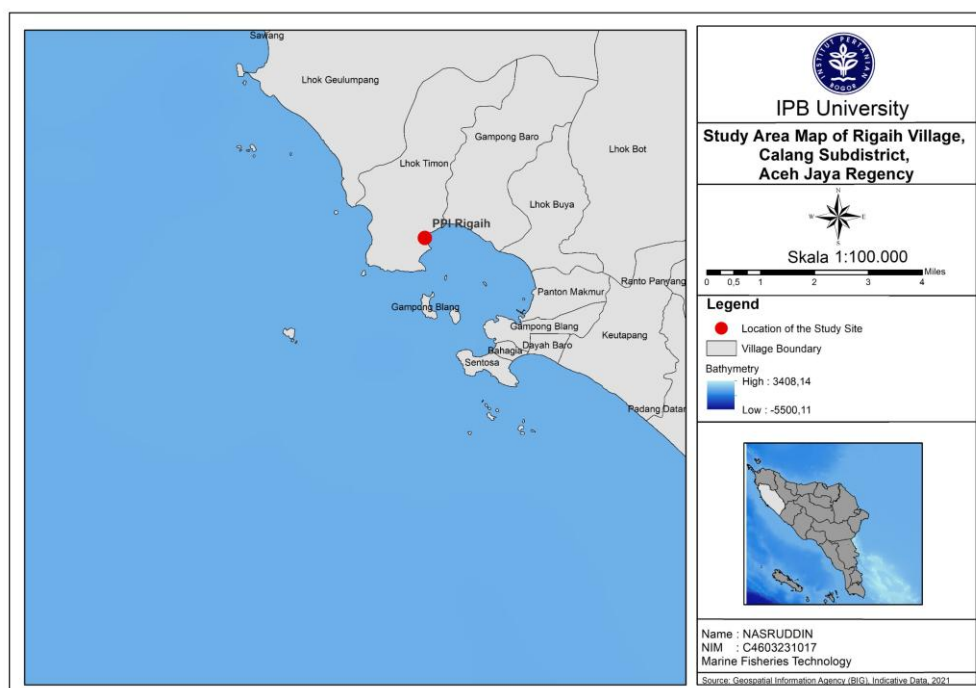 Sawang
Lhok Geulumpang
Gampong Baro
Lhok Timon
Lhok Bot
Lhok Buya
PPI Rigaih
Ranto Panyang
Panton Makmur
Gampong Blang
Gampong Blang
Keutapang
Dayah Baro
Bahagia
Sentosa
Padang Datar
INSTITUT PERTANIAN
BOGOR
IPB University
Study Area Map of Rigaih Village,
Calang Subdistrict,
Aceh Jaya Regency
N
W E
S
Skala 1:100.000
Miles
0 0,5 1 2 3 4
Legend
Location of the Study Site
Village Boundary
Bathymetry
High : 3408,14
Low : -5500,11
Name : NASRUDDIN
NIM : C4603231017
Marine Fisheries Technology
Source: Geospatial Information Agency (BIG), Indicative Data, 2021